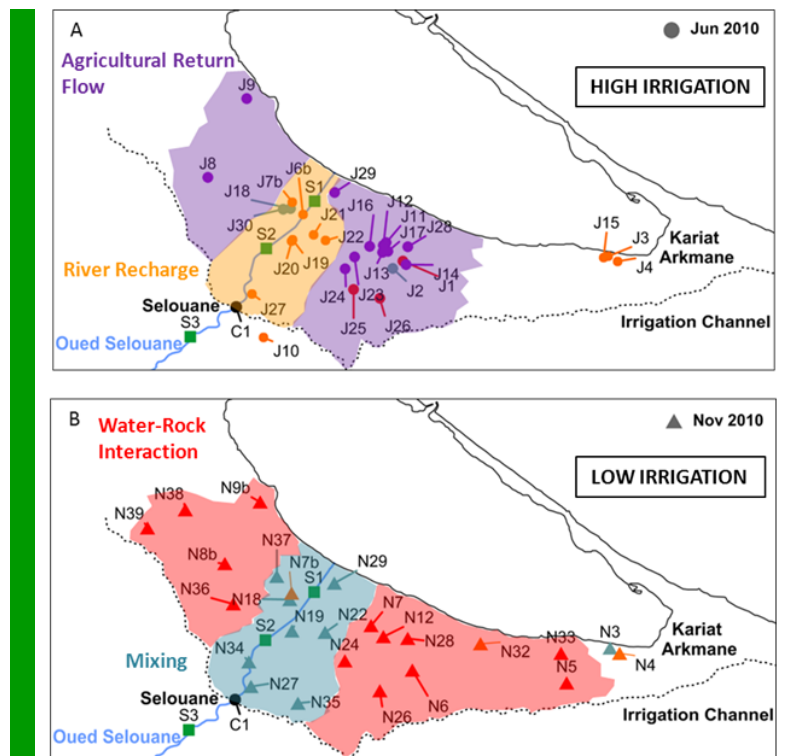 A
Jun 2010
Agricultural Return
Flow
HIGH IRRIGATION
J9
J8
J6b
J7b
S1
J29
J18
J12
J16
J11
J21
J17
J28
J30
J22
S2
J15
J3
Kariat
Arkmane
J4
River Recharge
J20
J19
J13
J14
J24
J23
J2
J1
J27
Selouane
S3
C1
J25
J26
Irrigation Channel
Oued Selouane
J10
B
Nov 2010
Water-Rock
Interaction
LOW IRRIGATION
N38
N9b
N39
N37
N8b
N7b
N29
S1
N36
N18
N7
N19
N22
N12
S2
N28
N33
N3
Kariat
Arkmane
N24
N32
N34
N4
Mixing
N5
N27
N6
Selouane
N35
N26
S3
C1
Irrigation Channel
Oued Selouane